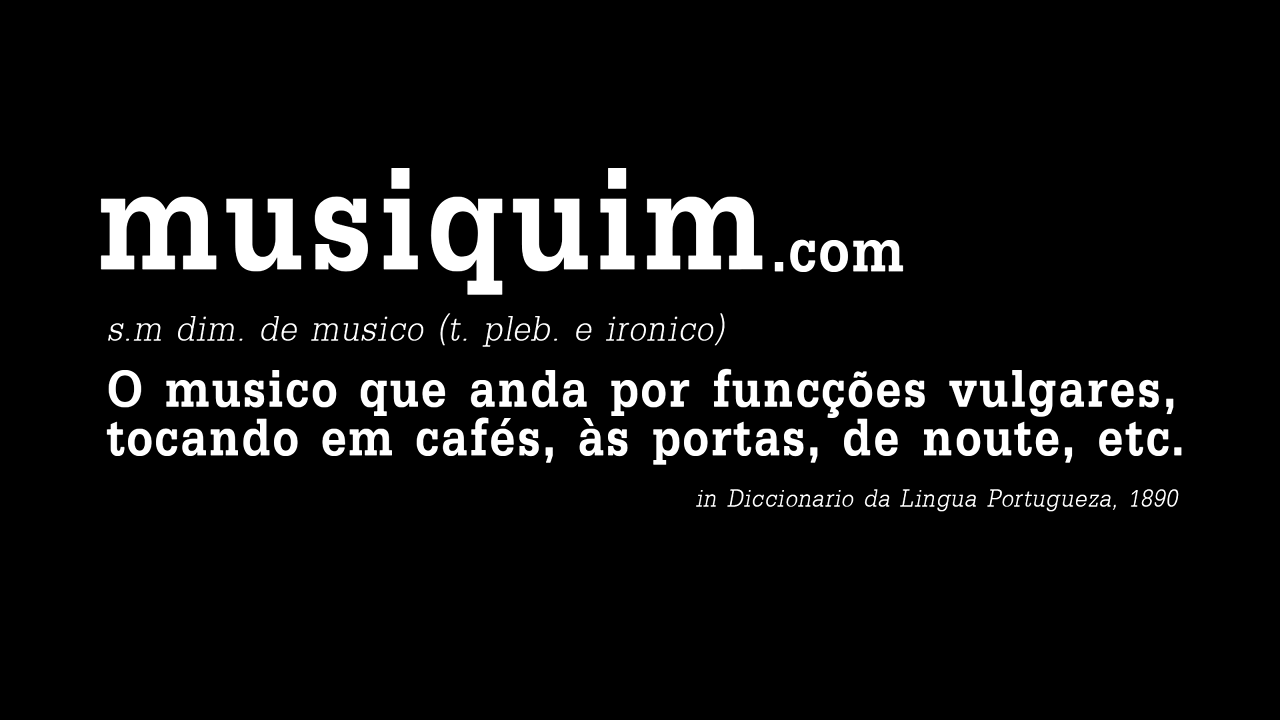 musiquim.com
s.m dim. de musico (t. pleb. e ironico)
O musico que anda por funcções vulgares,
tocando em cafés, às portas, de noute, etc.
in Diccionario da Lingua Portugueza, 1890